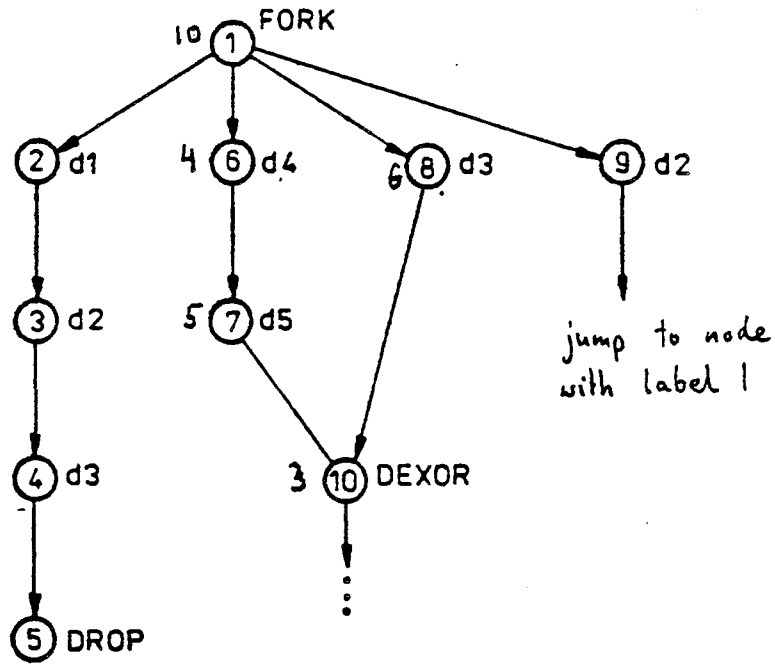 10 1 FORK
2 d1
4 6 d4
6 8 d3
9 d2
3 d2
5 7 d5
jump to node
with label 1
4 d3
3 10 DEXOR
5 DROP